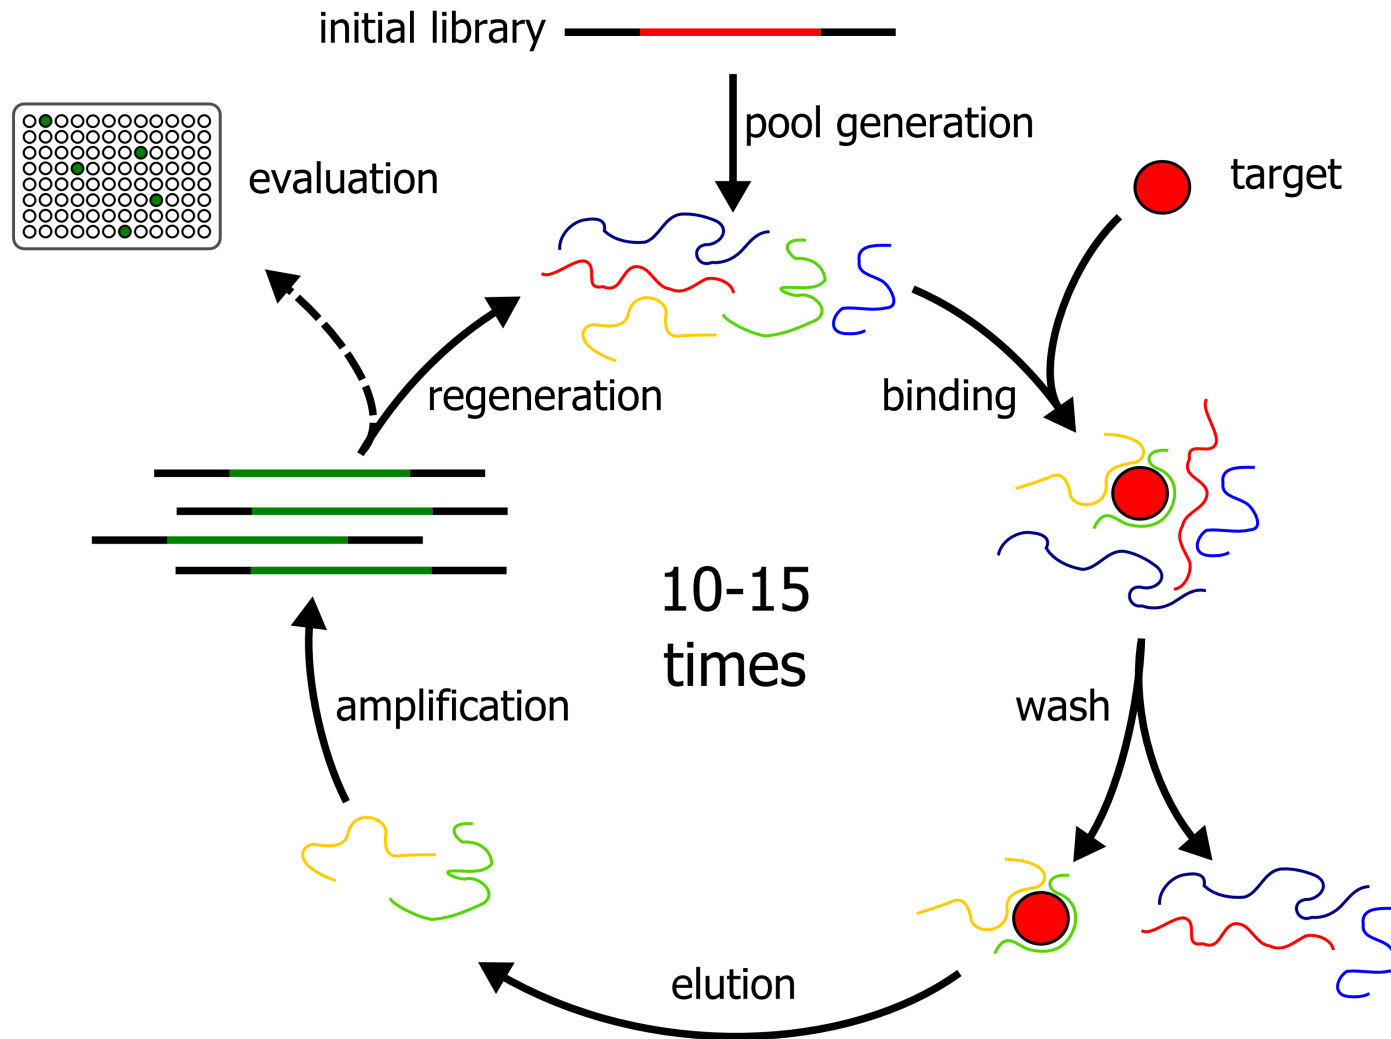 initial library
pool generation
target
evaluation
regeneration
binding
10-15
times
wash
amplification
elution